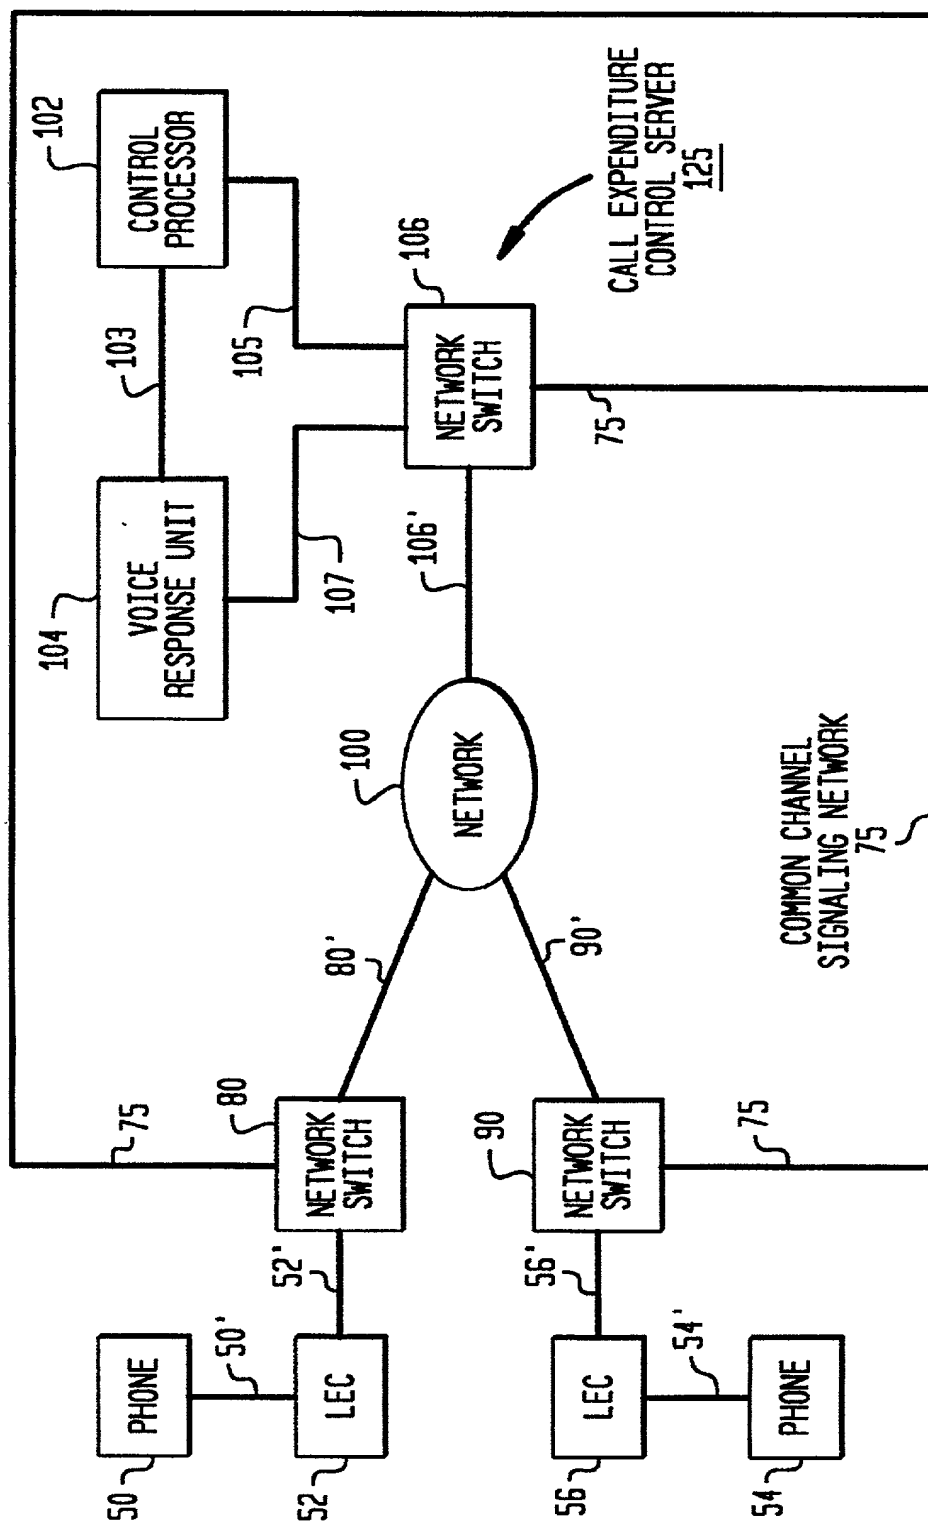 50
PHONE
50'
LEC
52
52'
NETWORK
SWITCH
80
75
80'
NETWORK
100
VOICE
RESPONSE UNIT
104
103
CONTROL
PROCESSOR
102
105
107
NETWORK
SWITCH
106
106'
75
CALL EXPENDITURE
CONTROL SERVER
125
54
PHONE
54'
LEC
56
56'
NETWORK
SWITCH
90
75
90'
COMMON CHANNEL
SIGNALING NETWORK
75